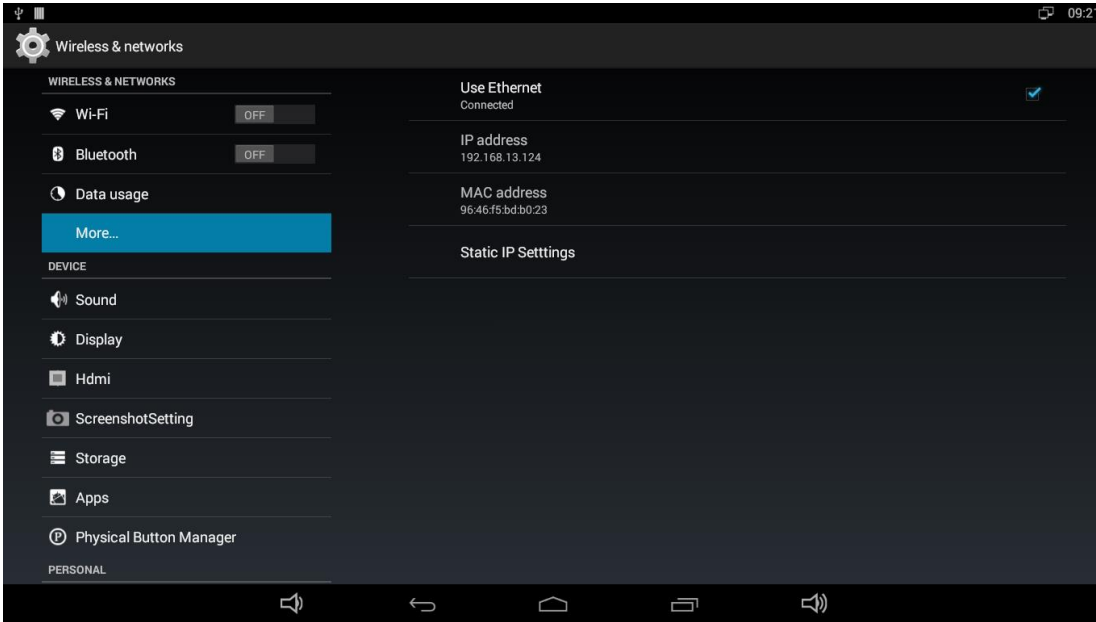 09:21
Wireless & networks
WIRELESS & NETWORKS
Wi-Fi OFF
Bluetooth OFF
Data usage
More...
DEVICE
Sound
Display
Hdmi
ScreenshotSetting
Storage
Apps
Physical Button Manager
PERSONAL
Use Ethernet
Connected
IP address
192.168.13.124
MAC address
96:46:f5:bd:b0:23
Static IP Setttings